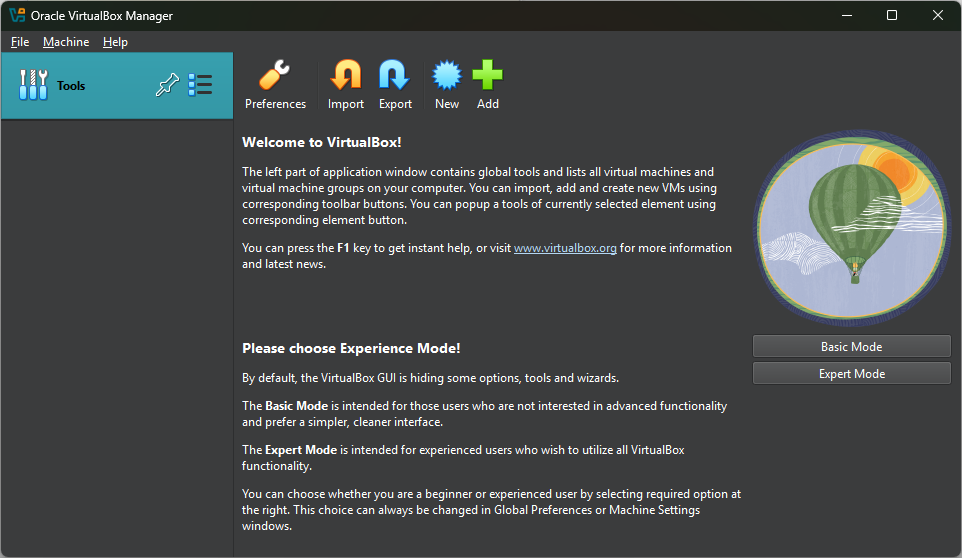 Oracle VirtualBox Manager
File Machine Help
Tools
Preferences Import Export New Add
Welcome to VirtualBox!
The left part of application window contains global tools and lists all virtual machines and
virtual machine groups on your computer. You can import, add and create new VMs using
corresponding toolbar buttons. You can popup a tools of currently selected element using
corresponding element button.
You can press the F1 key to get instant help, or visit www.virtualbox.org for more information
and latest news.
Please choose Experience Mode!
By default, the VirtualBox GUI is hiding some options, tools and wizards.
The Basic Mode is intended for those users who are not interested in advanced functionality
and prefer a simpler, cleaner interface.
The Expert Mode is intended for experienced users who wish to utilize all VirtualBox
functionality.
You can choose whether you are a beginner or experienced user by selecting required option at
the right. This choice can always be changed in Global Preferences or Machine Settings
windows.
Basic Mode
Expert Mode